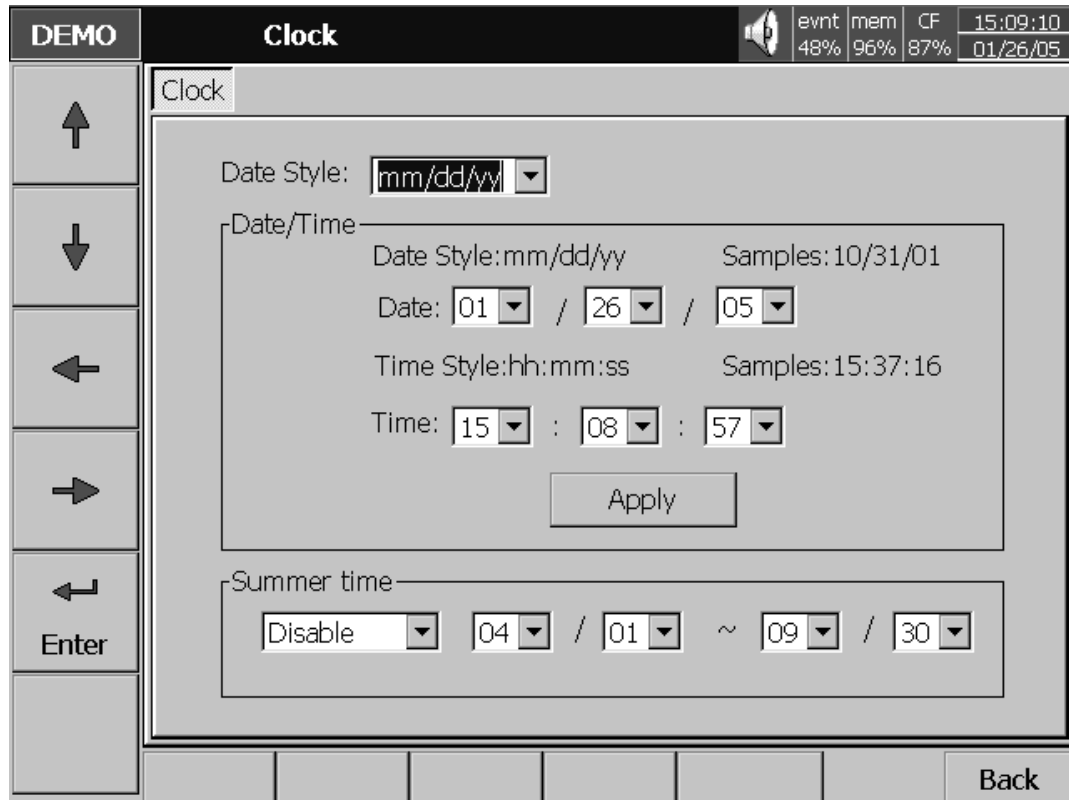 DEMO Clock evnt mem CF 15:09:10
48% 96% 87% 01/26/05
Clock
Date Style: mm/dd/yy
Date/Time
Date Style:mm/dd/yy Samples:10/31/01
Date: 01 / 26 / 05
Time Style:hh:mm:ss Samples:15:37:16
Time: 15 : 08 : 57
Apply
Summer time
Disable 04 / 01 ~ 09 / 30
Enter
Back